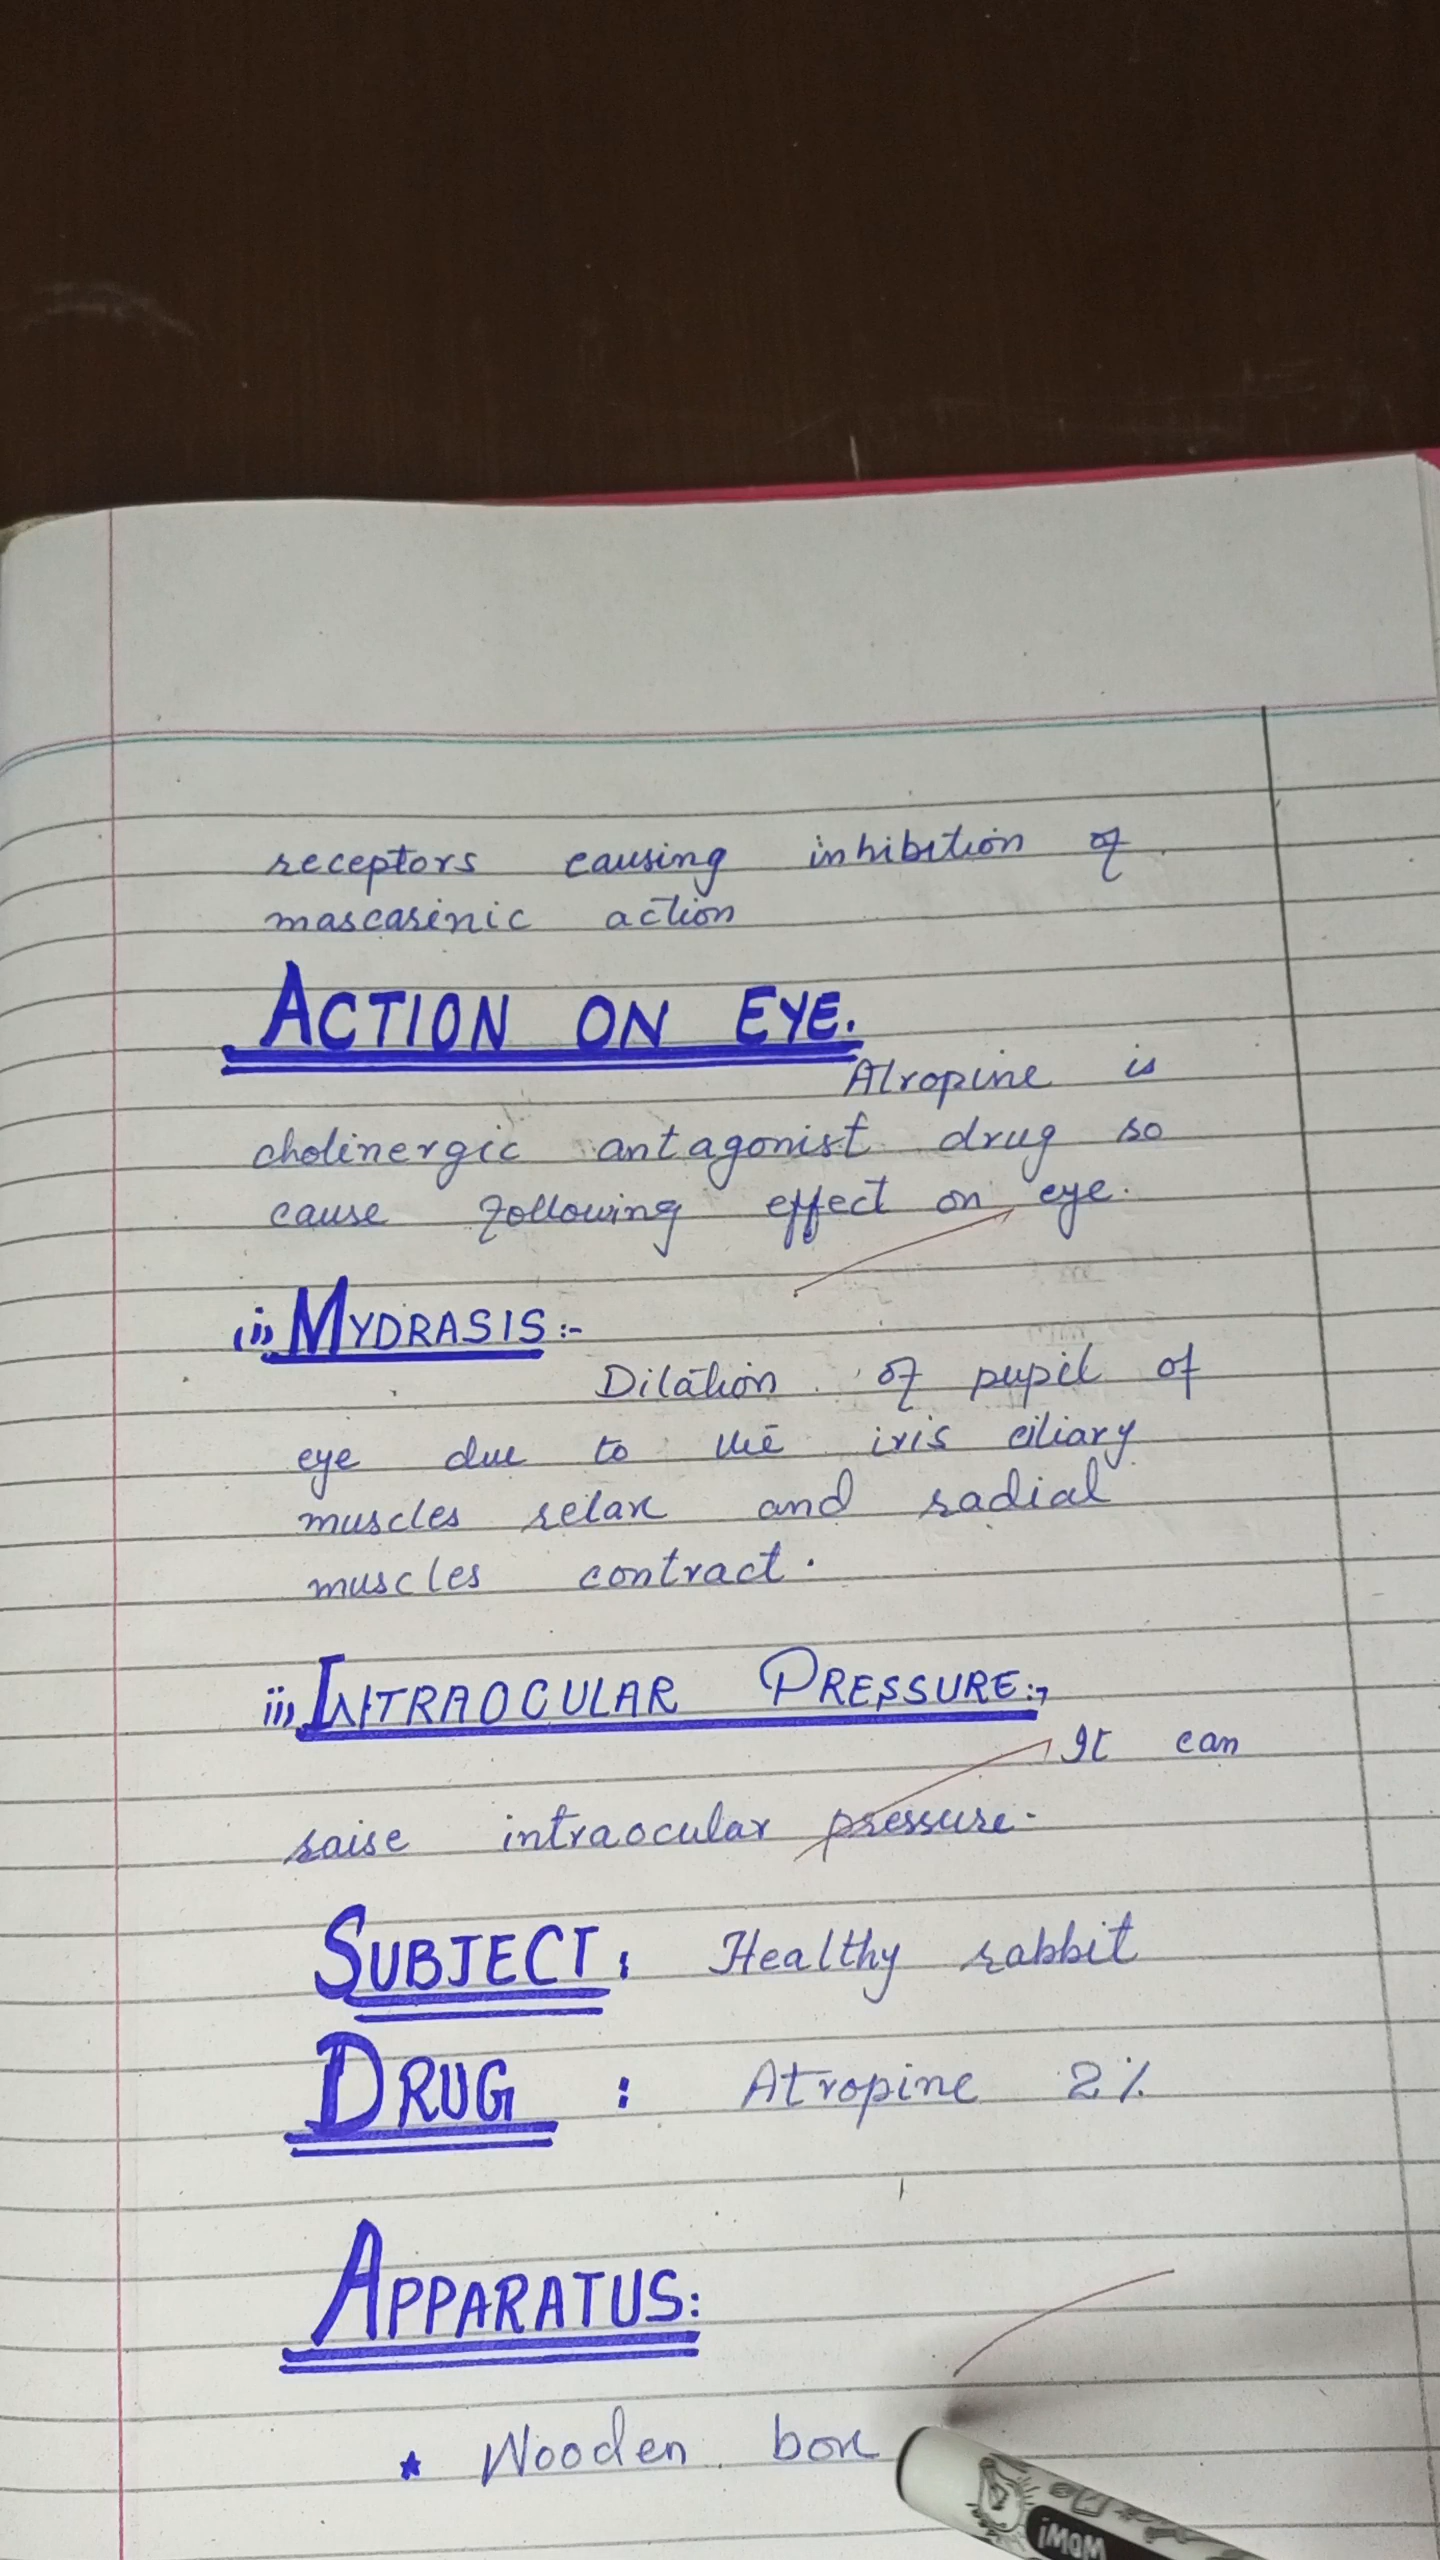 receptors causing inhibition of
mascarinic action
ACTION ON EYE.
Atropine is
cholinergic antagonist drug so
cause following effect on eye.
(i) MYDRASIS:-
Dilation of pupil of
eye due to the iris ciliary
muscles relax and radial
muscles contract.
ii) INTRAOCULAR PRESSURE:-
It can
raise intraocular pressure.
SUBJECT: Healthy rabbit
DRUG : Atropine 2%
APPARATUS:
★ Wooden box
WOW!